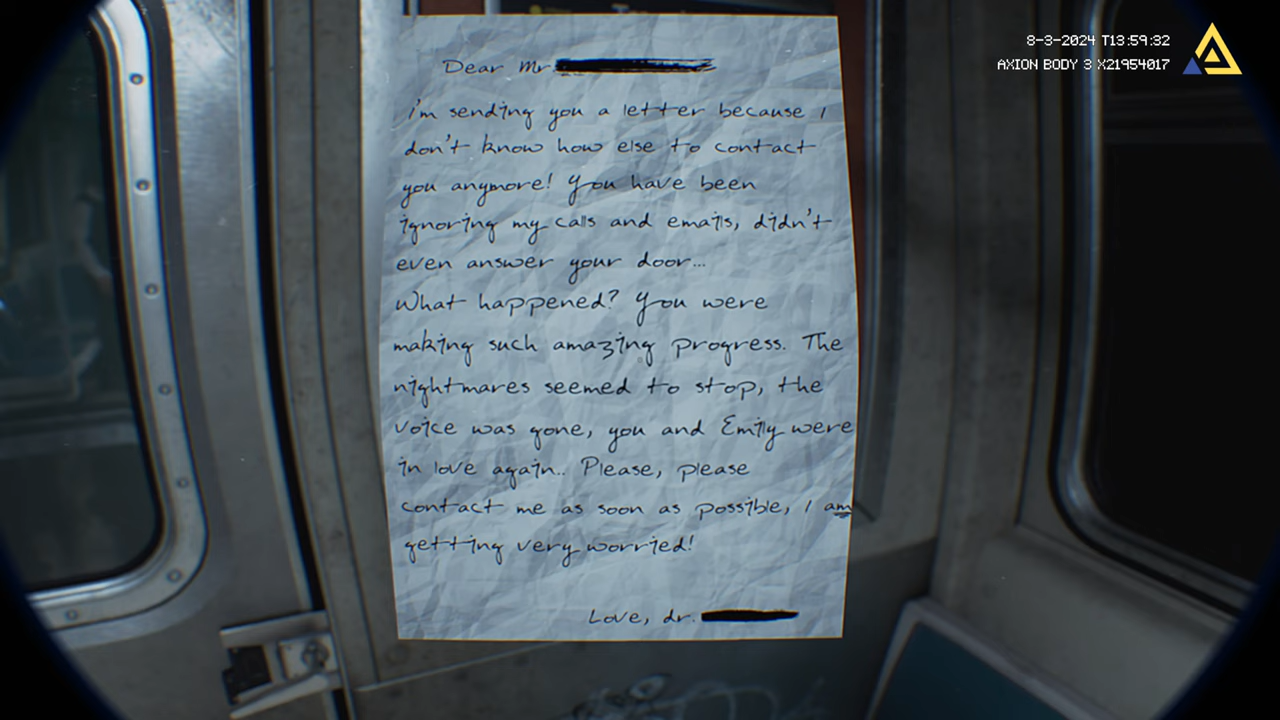 8-3-2024 T13:59:32
AXION BODY 3 X21954017
Dear Mr.
i'm sending you a letter because I
don't know how else to contact
you anymore! You have been
ignoring my calls and emails, didn't
even answer your door...
What happened? You were
making such amazing progress. The
nightmares seemed to stop, the
voice was gone, you and Emily were
in love again.. Please, please
contact me as soon as possible, I am
getting very worried!
Love, dr.